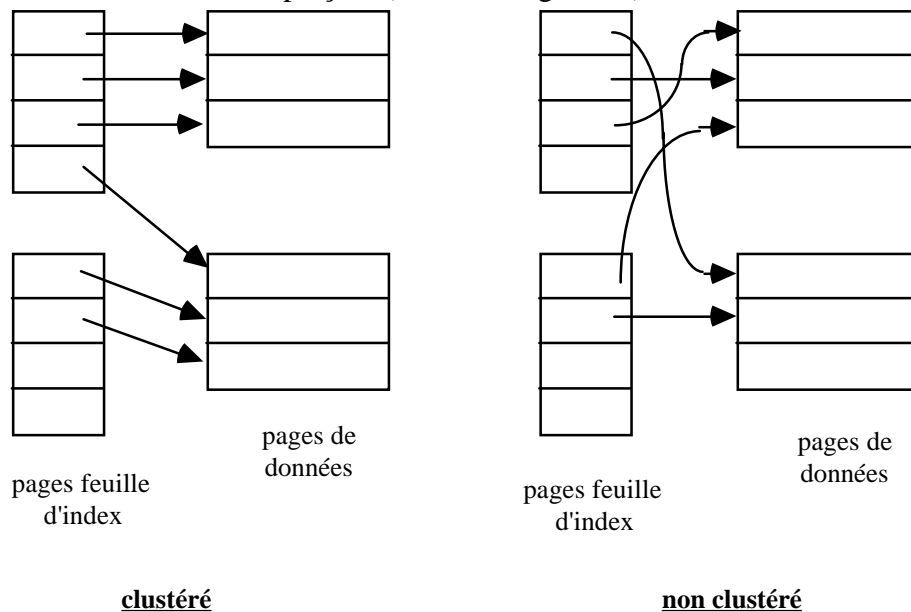 pages de
données
pages feuille
d'index
clustéré
pages de
données
pages feuille
d'index
non clustéré